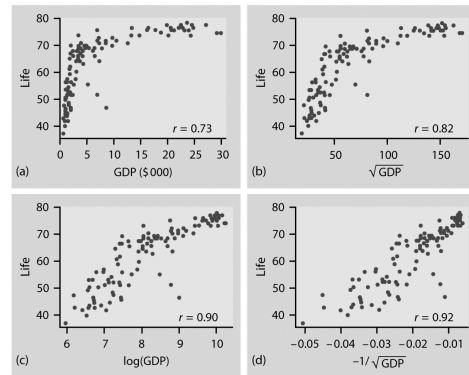 80
70
60
50
40
Life
r = 0.73
0 5 10 15 20 25 30
(a) GDP ($ 000)
80
70
60
50
40
Life
r = 0.82
50 100 150
(b) √GDP
80
70
60
50
40
Life
r = 0.90
6 7 8 9 10
(c) log(GDP)
80
70
60
50
40
Life
r = 0.92
−0.05 −0.04 −0.03 −0.02 −0.01
(d) −1/√GDP